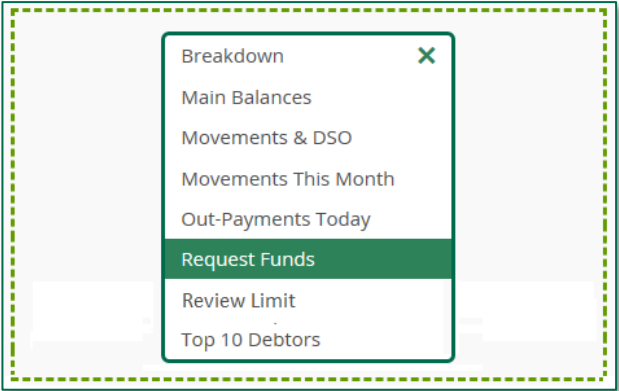 Breakdown
Main Balances
Movements & DSO
Movements This Month
Out-Payments Today
Request Funds
Review Limit
Top 10 Debtors